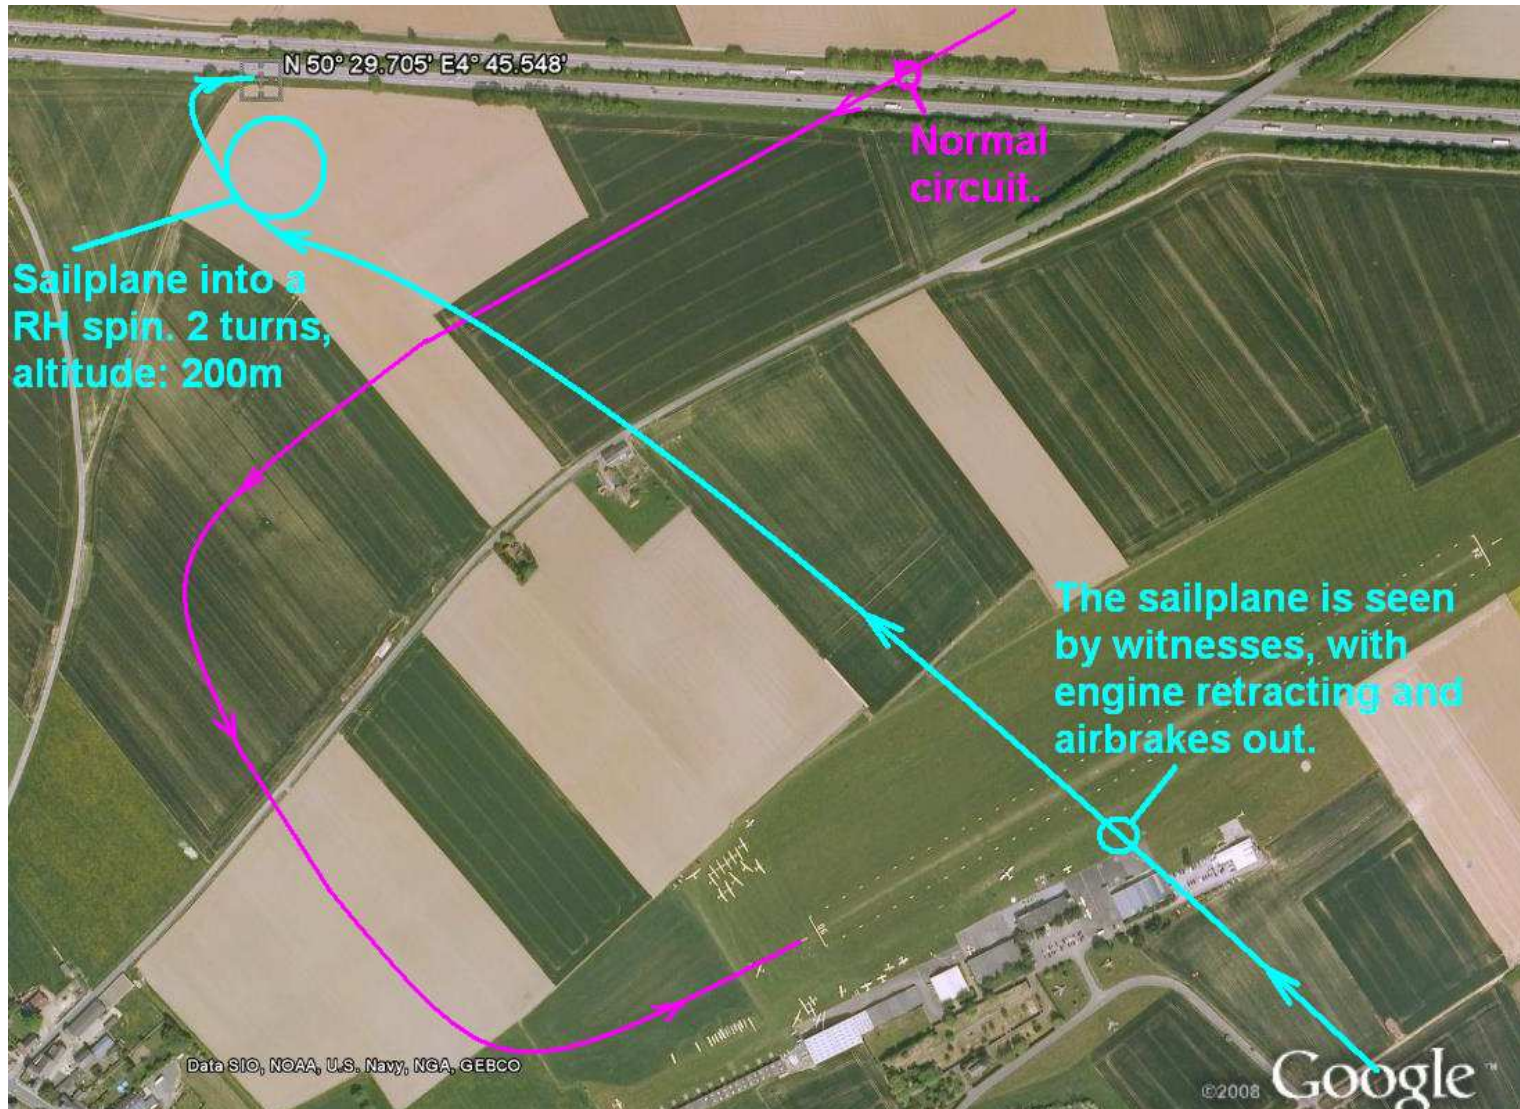 N 50° 29.705' E4° 45.548'
Normal
circuit.
Sailplane into a
RH spin. 2 turns,
altitude: 200m
The sailplane is seen
by witnesses, with
engine retracting and
airbrakes out.
Data SIO, NOAA, U.S. Navy, NGA, GEBCO
©2008 Google™